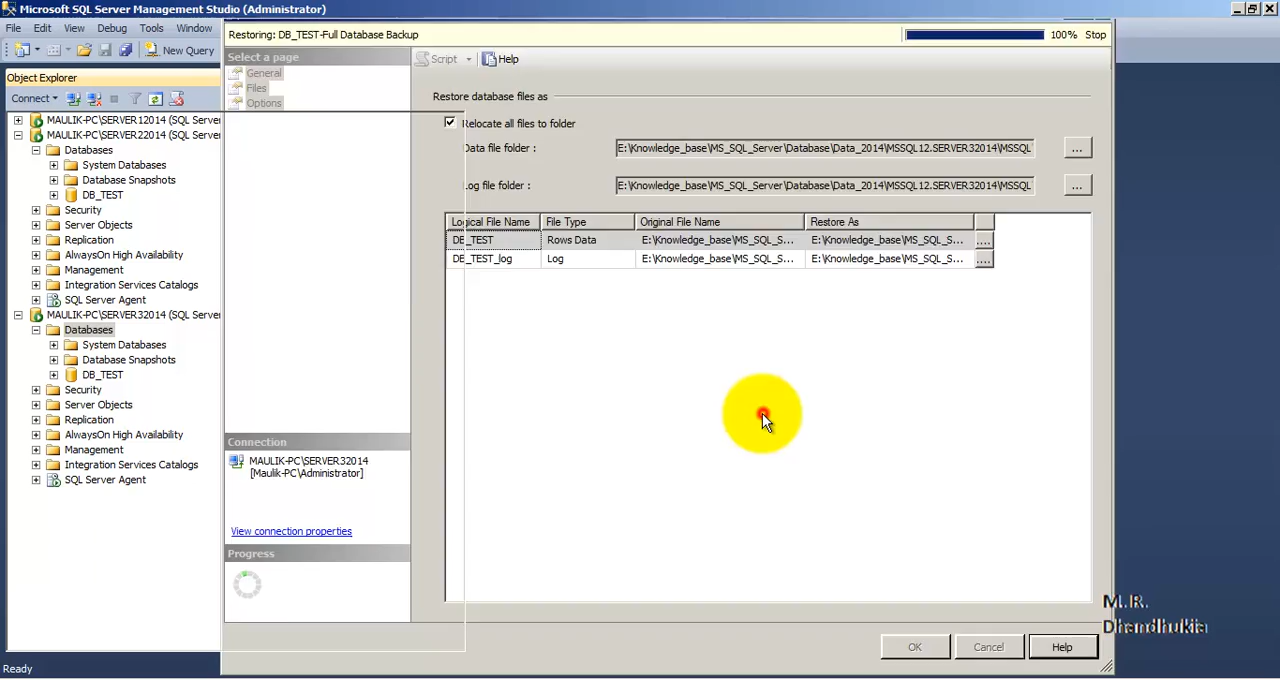 Microsoft SQL Server Management Studio (Administrator)
File Edit View Debug Tools Window
New Query
Object Explorer
Connect
MAULIK-PC\SERVER12014 (SQL Server
MAULIK-PC\SERVER22014 (SQL Server
Databases
System Databases
Database Snapshots
DB_TEST
Security
Server Objects
Replication
AlwaysOn High Availability
Management
Integration Services Catalogs
SQL Server Agent
MAULIK-PC\SERVER32014 (SQL Server
Databases
System Databases
Database Snapshots
DB_TEST
Security
Server Objects
Replication
AlwaysOn High Availability
Management
Integration Services Catalogs
SQL Server Agent
Ready
Restoring: DB_TEST-Full Database Backup 100% Stop
Select a page
General
Files
Options
Connection
MAULIK-PC\SERVER32014
[Maulik-PC\Administrator]
View connection properties
Progress
Script Help
Restore database files as
Relocate all files to folder
Data file folder : E:\Knowledge_base\MS_SQL_Server\Database\Data_2014\MSSQL12.SERVER32014\MSSQL ...
Log file folder : E:\Knowledge_base\MS_SQL_Server\Database\Data_2014\MSSQL12.SERVER32014\MSSQL ...
Logical File Name File Type Original File Name Restore As
DB_TEST Rows Data E:\Knowledge_base\MS_SQL_S... E:\Knowledge_base\MS_SQL_S... ....
DB_TEST_log Log E:\Knowledge_base\MS_SQL_S... E:\Knowledge_base\MS_SQL_S... ....
OK Cancel Help
M.R.
Dhandhukia